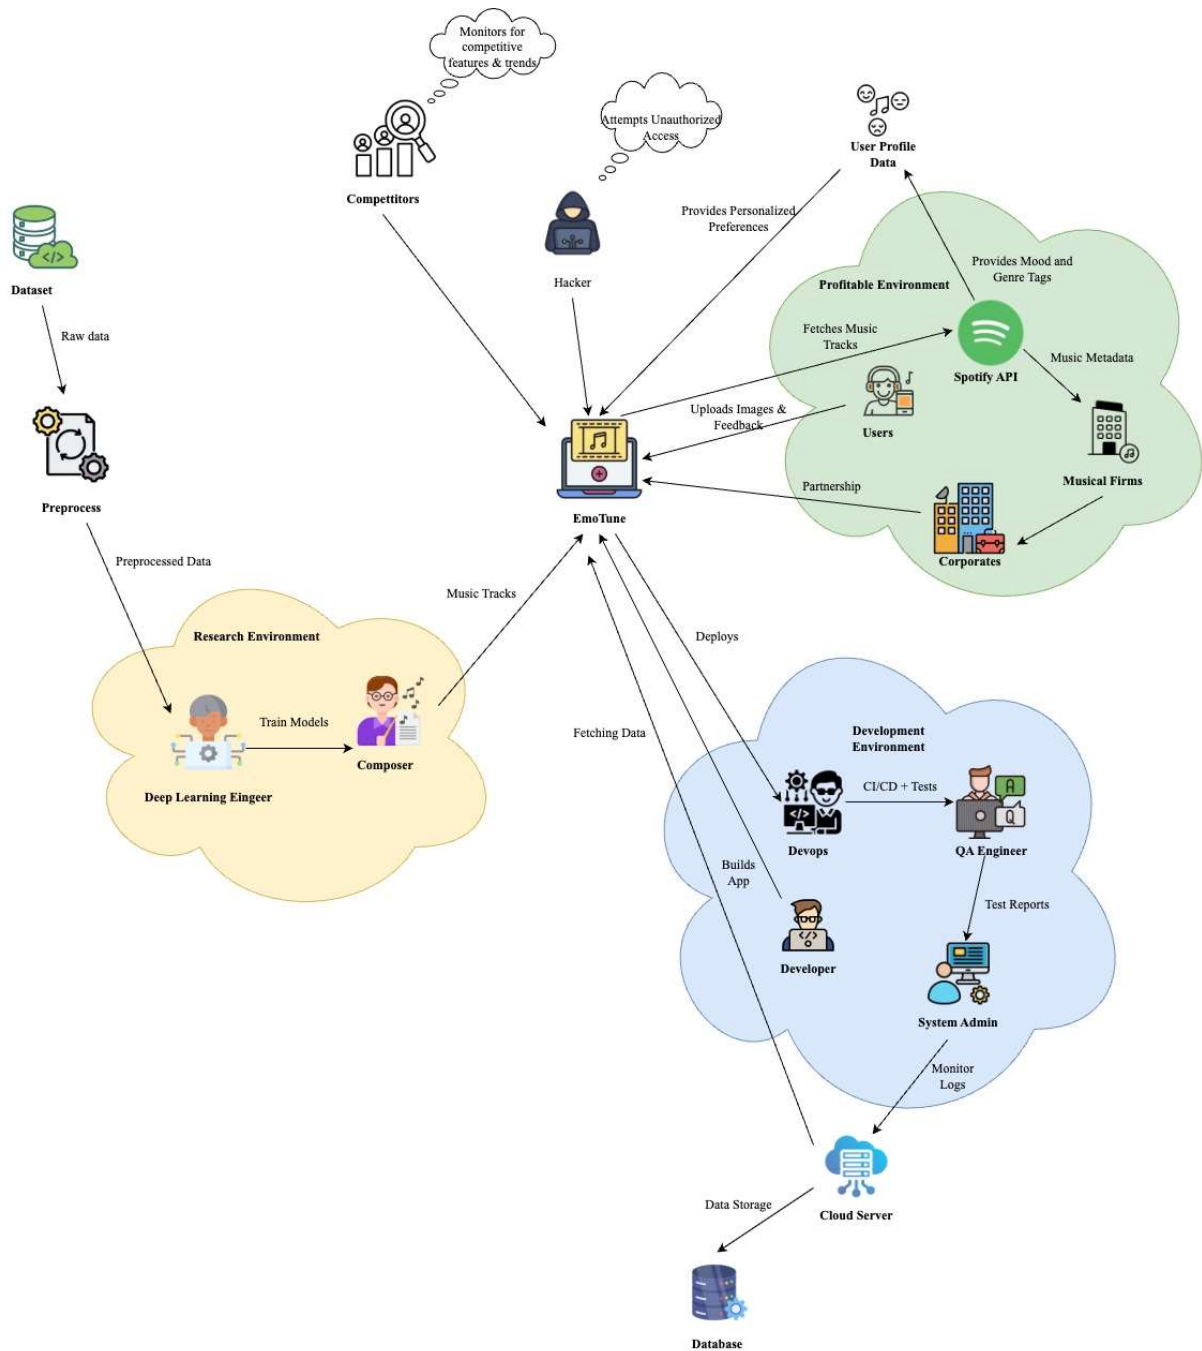 Monitors for
competitive
features & trends
Attempts Unauthorized
Access
User Profile
Data
Compettitors
Provides Personalized
Preferences
Hacker
Dataset
Raw data
Preprocess
Preprocessed Data
Profitable Environment
Provides Mood and
Genre Tags
Fetches Music
Tracks
Spotify API
Music Metadata
Uploads Images &
Feedback
Users
Musical Firms
Partnership
Corporates
EmoTune
Music Tracks
Research Environment
Train Models
Composer
Deep Learning Eingeer
Deploys
Fetching Data
Development
Environment
CI/CD + Tests
Devops
A
Q
QA Engineer
Builds
App
Test Reports
Developer
System Admin
Monitor
Logs
Cloud Server
Data Storage
Database